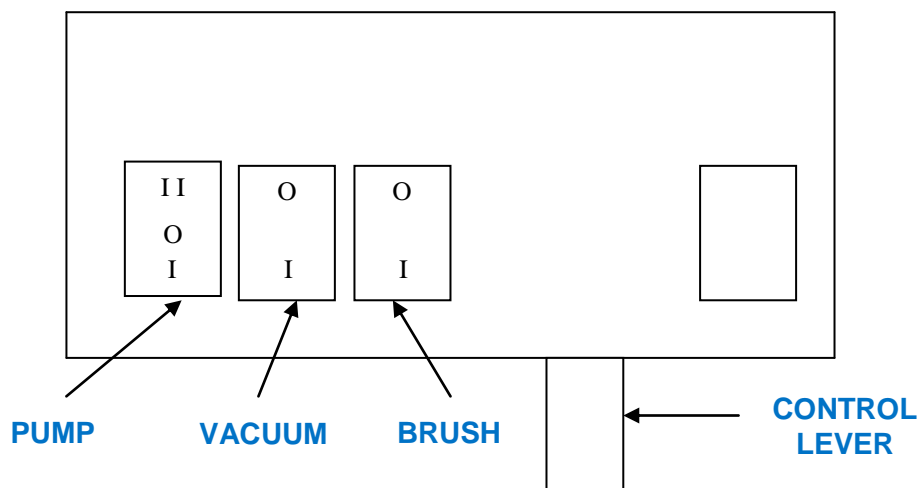 I I
O
I
O
I
O
I
PUMP
VACUUM
BRUSH
CONTROL
LEVER